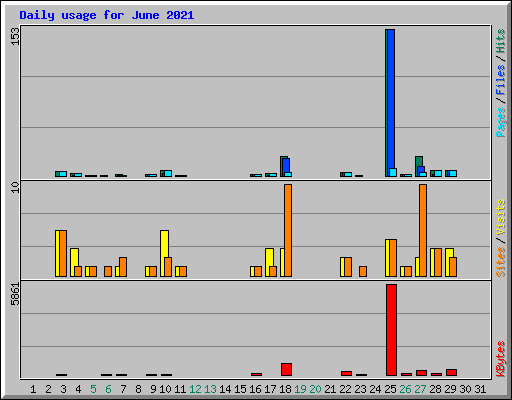 Daily usage for June 2021
153
10
5861
Pages / Files / Hits
Sites / Visits
KBytes
1 2 3 4 5 6 7 8 9 10 11 12 13 14 15 16 17 18 19 20 21 22 23 24 25 26 27 28 29 30 31